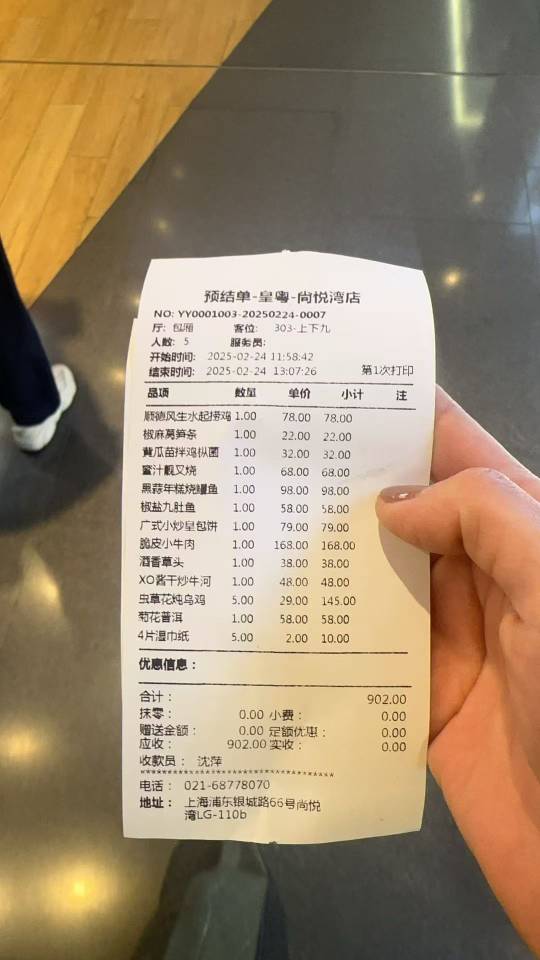 预结单-皇粤-尚悦湾店
NO: YY0001003-20250224-0007
厅: 包厢 客位: 303-上下九
人数: 5 服务员:
开始时间: 2025-02-24 11:58:42
结束时间: 2025-02-24 13:07:26 第1次打印
品项 数量 单价 小计 注
顺德风生水起捞鸡 1.00 78.00 78.00
椒麻莴笋条 1.00 22.00 22.00
黄瓜苗拌鸡枞菌 1.00 32.00 32.00
蜜汁靓叉烧 1.00 68.00 68.00
黑蒜年糕烧鳗鱼 1.00 98.00 98.00
椒盐九肚鱼 1.00 58.00 58.00
广式小炒皇包饼 1.00 79.00 79.00
脆皮小牛肉 1.00 168.00 168.00
酒香草头 1.00 38.00 38.00
XO酱干炒牛河 1.00 48.00 48.00
虫草花炖乌鸡 5.00 29.00 145.00
菊花普洱 1.00 58.00 58.00
4片湿巾纸 5.00 2.00 10.00
优惠信息：
合计： 902.00
抹零： 0.00 小费： 0.00
赠送金额： 0.00 定额优惠： 0.00
应收： 902.00 实收： 0.00
收款员： 沈萍
************************************
电话： 021-68778070
地址： 上海浦东银城路66号尚悦
湾LG-110b